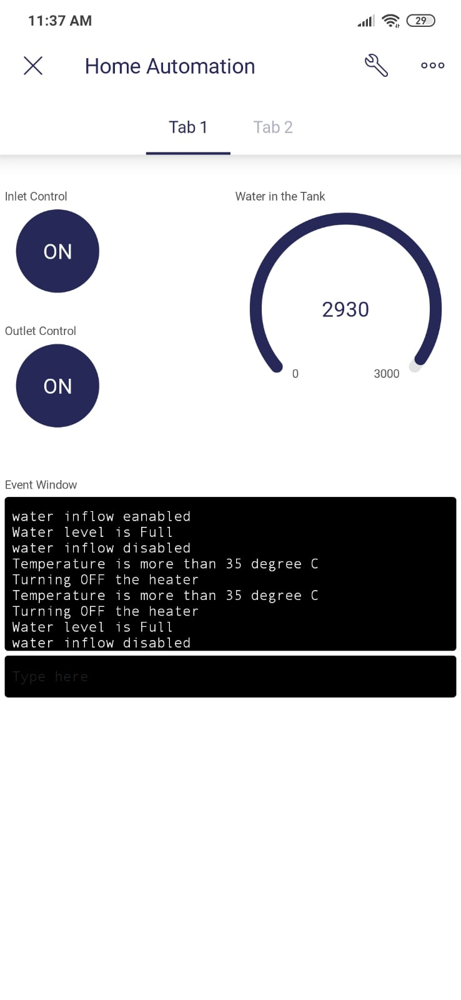 11:37 AM
29
Home Automation
Tab 1
Tab 2
Inlet Control
Water in the Tank
ON
2930
0
3000
Outlet Control
ON
Event Window
water inflow eanabled
Water level is Full
water inflow disabled
Temperature is more than 35 degree C
Turning OFF the heater
Temperature is more than 35 degree C
Turning OFF the heater
Water level is Full
water inflow disabled
Type here